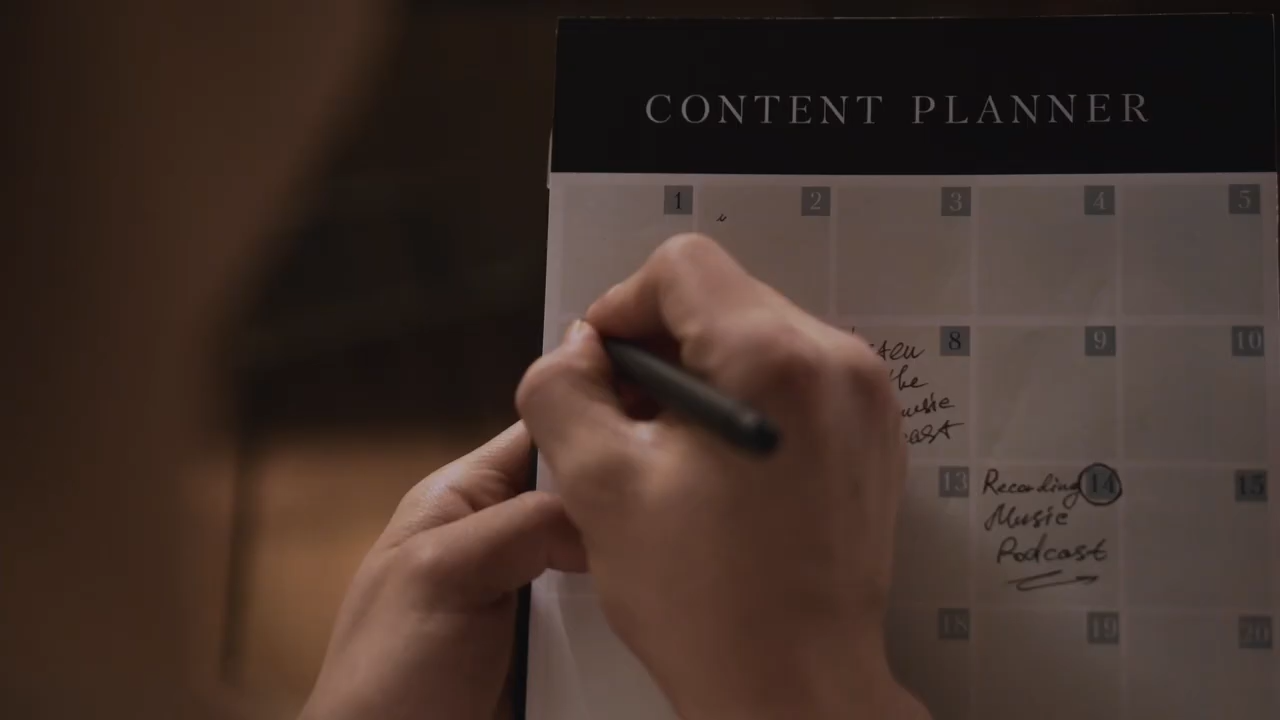 CONTENT PLANNER
1 2 3 4 5
8 9 10
the
13 14 15
Recording
Music
Podcast
18 19 20